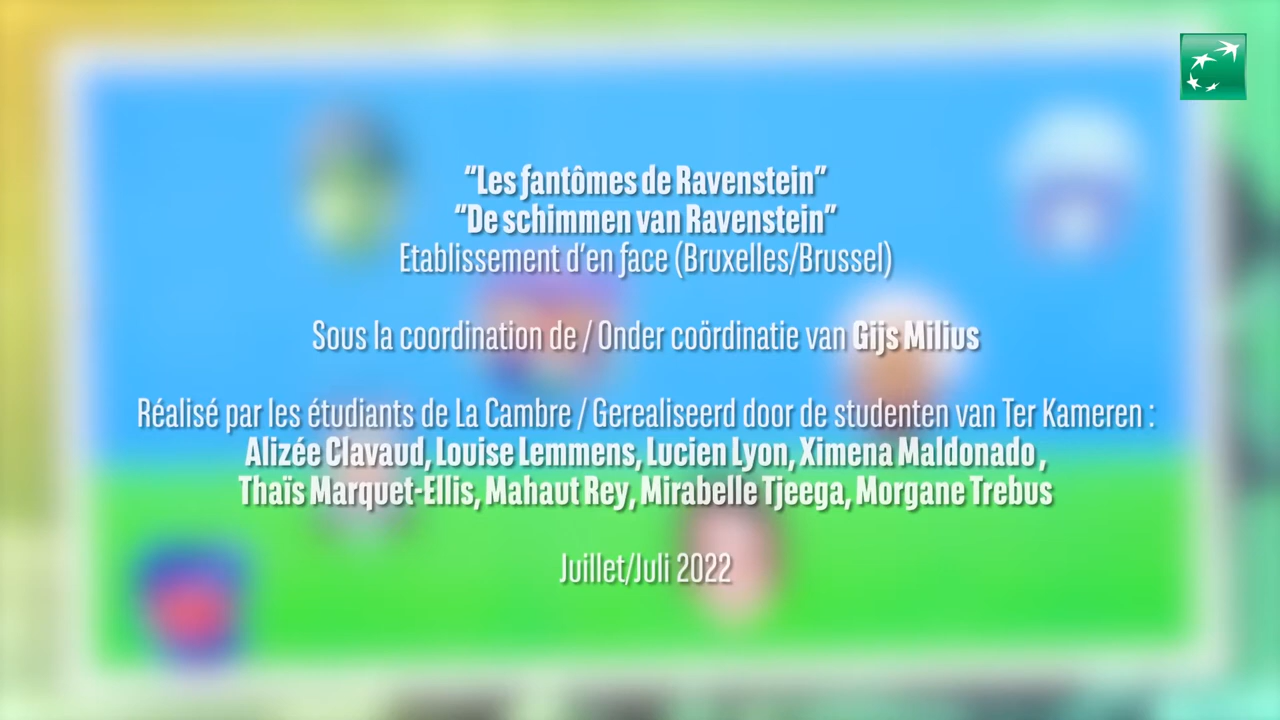 “Les fantômes de Ravenstein”
“De schimmen van Ravenstein”
Etablissement d’en face (Bruxelles/Brussel)
Sous la coordination de / Onder coördinatie van Gijs Milius
Réalisé par les étudiants de La Cambre / Gerealiseerd door de studenten van Ter Kameren :
Alizée Clavaud, Louise Lemmens, Lucien Lyon, Ximena Maldonado ,
Thaïs Marquet-Ellis, Mahaut Rey, Mirabelle Tjeega, Morgane Trebus
Juillet/Juli 2022